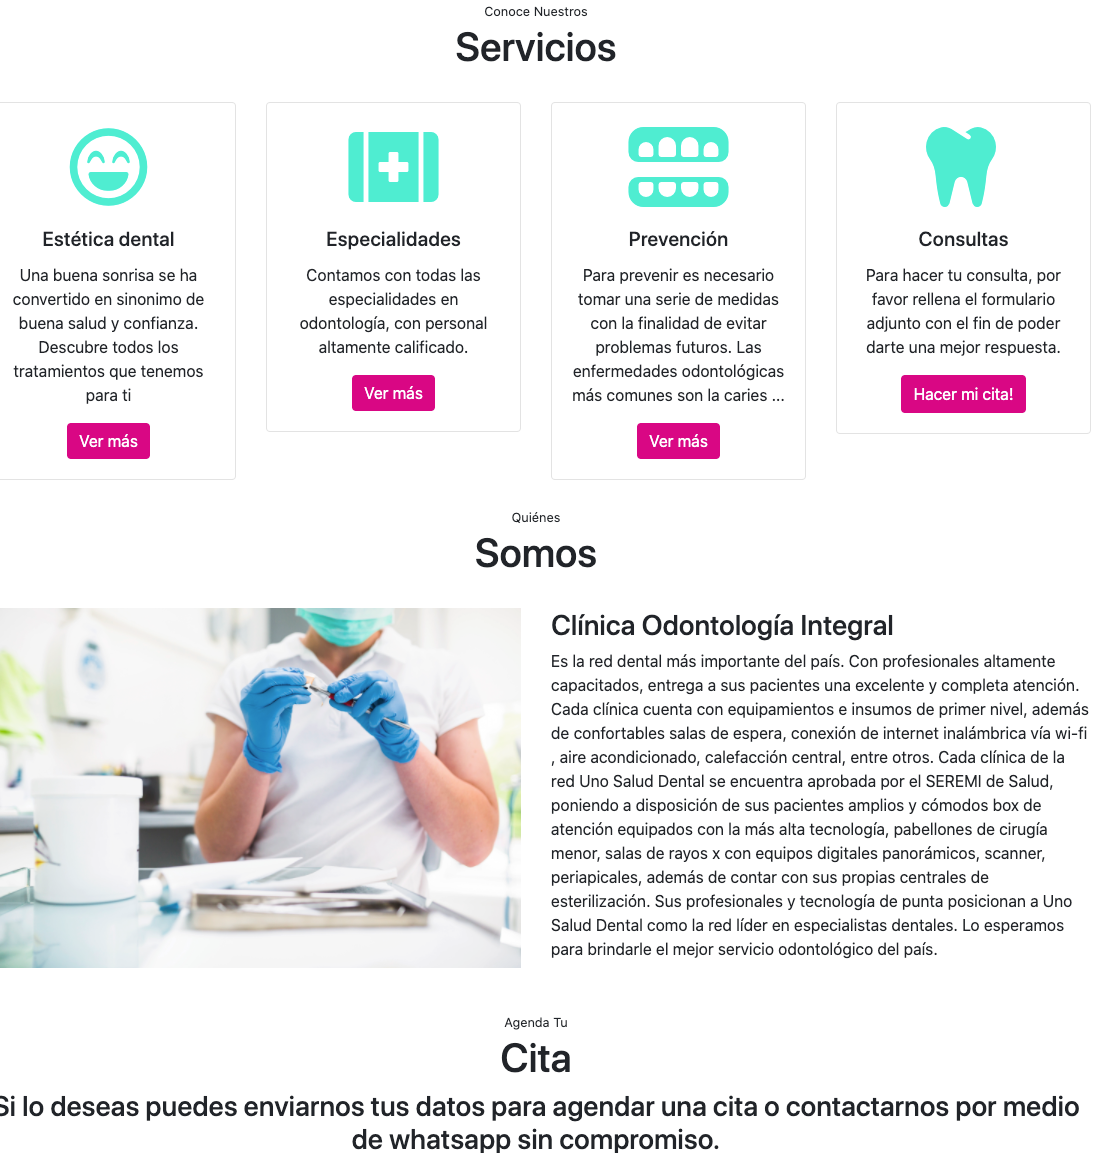 Conoce Nuestros
Servicios
Estética dental
Una buena sonrisa se ha
convertido en sinonimo de
buena salud y confianza.
Descubre todos los
tratamientos que tenemos
para ti
Ver más
Especialidades
Contamos con todas las
especialidades en
odontología, con personal
altamente calificado.
Ver más
Prevención
Para prevenir es necesario
tomar una serie de medidas
con la finalidad de evitar
problemas futuros. Las
enfermedades odontológicas
más comunes son la caries ...
Ver más
Consultas
Para hacer tu consulta, por
favor rellena el formulario
adjunto con el fin de poder
darte una mejor respuesta.
Hacer mi cita!
Quiénes
Somos
Clínica Odontología Integral
Es la red dental más importante del país. Con profesionales altamente
capacitados, entrega a sus pacientes una excelente y completa atención.
Cada clínica cuenta con equipamientos e insumos de primer nivel, además
de confortables salas de espera, conexión de internet inalámbrica vía wi-fi
, aire acondicionado, calefacción central, entre otros. Cada clínica de la
red Uno Salud Dental se encuentra aprobada por el SEREMI de Salud,
poniendo a disposición de sus pacientes amplios y cómodos box de
atención equipados con la más alta tecnología, pabellones de cirugía
menor, salas de rayos x con equipos digitales panorámicos, scanner,
periapicales, además de contar con sus propias centrales de
esterilización. Sus profesionales y tecnología de punta posicionan a Uno
Salud Dental como la red líder en especialistas dentales. Lo esperamos
para brindarle el mejor servicio odontológico del país.
Agenda Tu
Cita
Si lo deseas puedes enviarnos tus datos para agendar una cita o contactarnos por medio
de whatsapp sin compromiso.